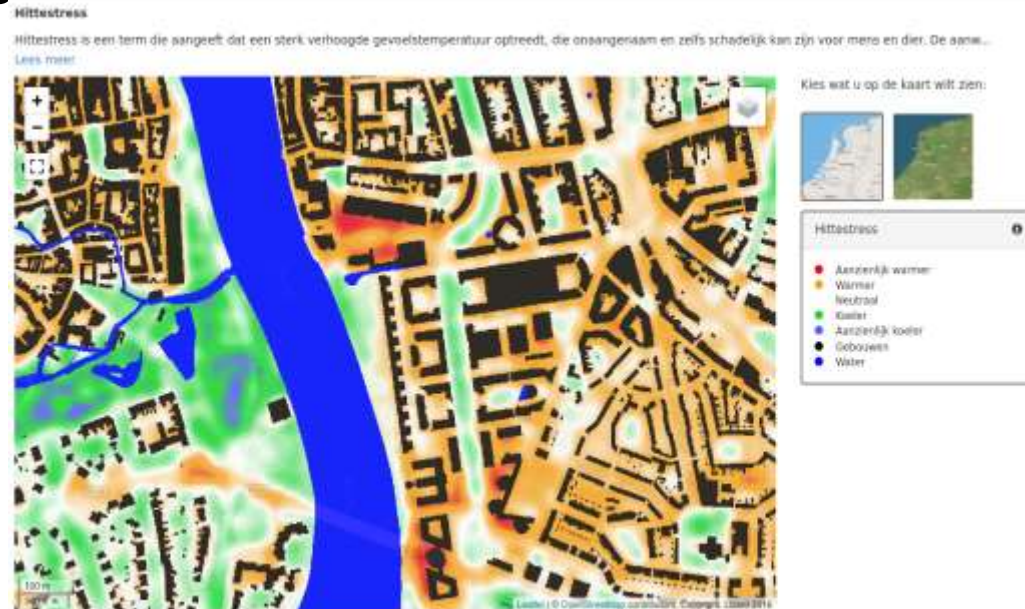 Hittestress
Hittestress is een term die aangeeft dat een sterk verhoogde gevoelstemperatuur optreedt, die onaangenaam en zelfs schadelijk kan zijn voor mens en dier. De aanw...
Lees meer
Kies wat u op de kaart wilt zien:
+
−
Hittestress
Aanzienlijk warmer
Warmer
Neutraal
Koeler
Aanzienlijk koeler
Gebouwen
Water
100 m
Leaflet | © OpenStreetMap contributors, Copyright